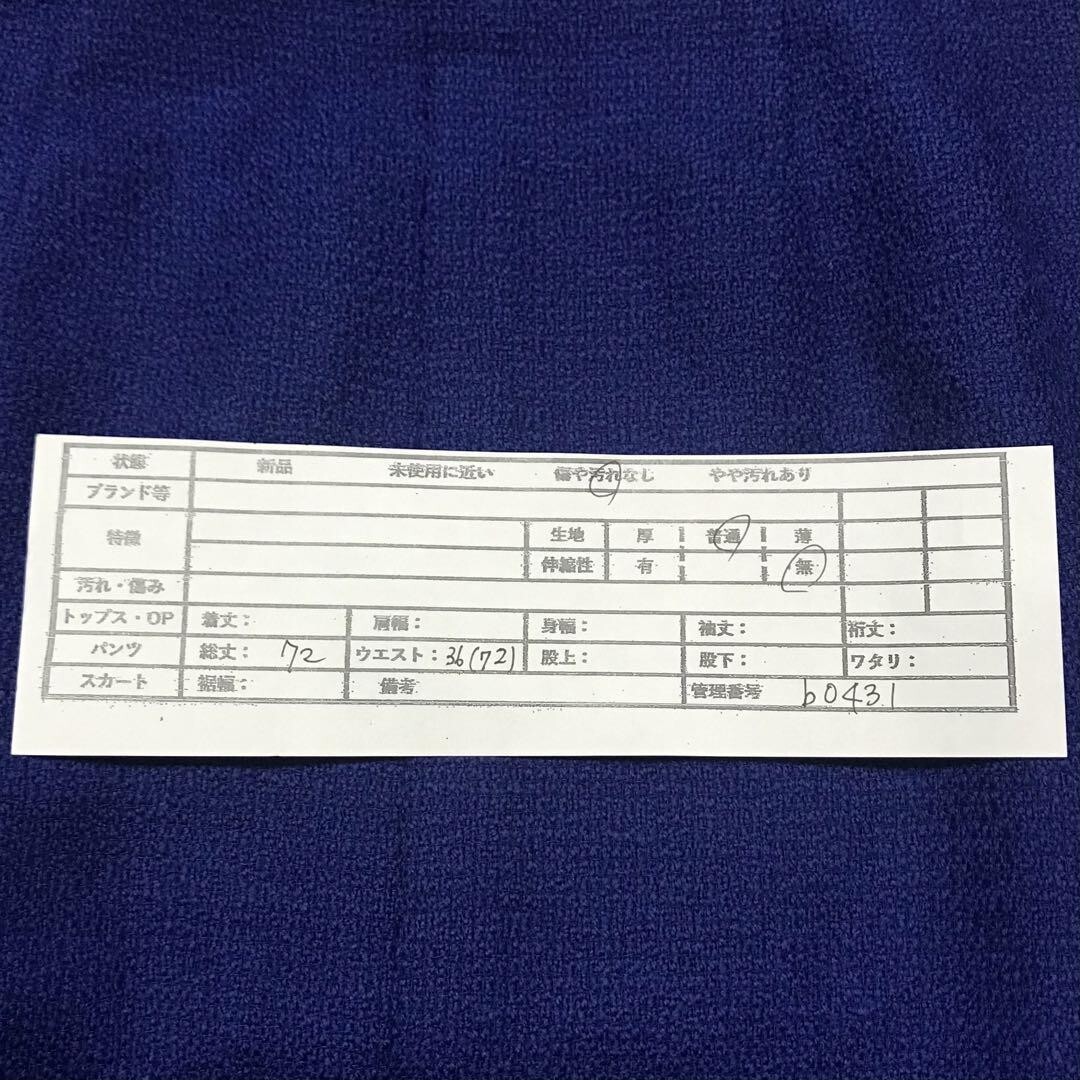 状態 新品 未使用に近い 傷や汚れなし やや汚れあり
ブランド等
特徴 生地 厚 普通 薄
伸縮性 有 無
汚れ・傷み
トップス・OP 着丈： 肩幅： 身幅： 袖丈： 裄丈：
パンツ 総丈： 72 ウエスト：36(72) 股上： 股下： ワタリ：
スカート 裾幅： 備考 管理番号 b0431